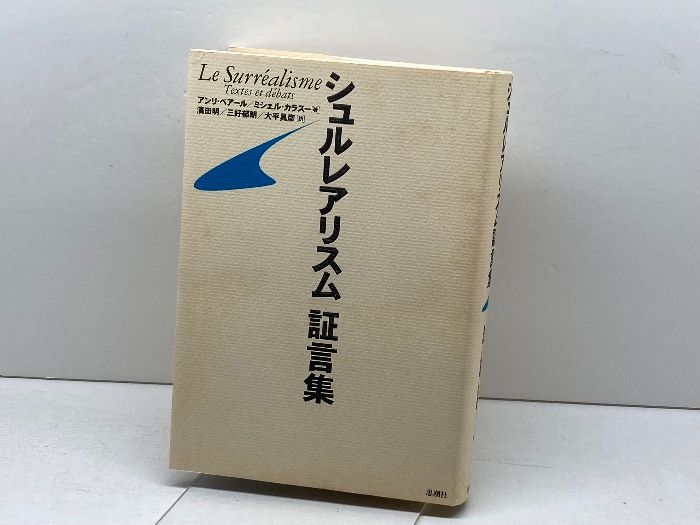 Le Surréalisme
Textes et débats
アンリ・ベアール／ミシェル・カラスー 著
濱田明／三好郁朗／大平具彦 訳
シュルレアリスム 証言集
思潮社